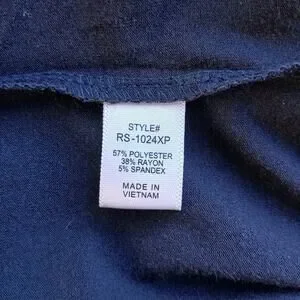 STYLE#
RS-1024XP
57% POLYESTER
38% RAYON
5% SPANDEX
MADE IN
VIETNAM